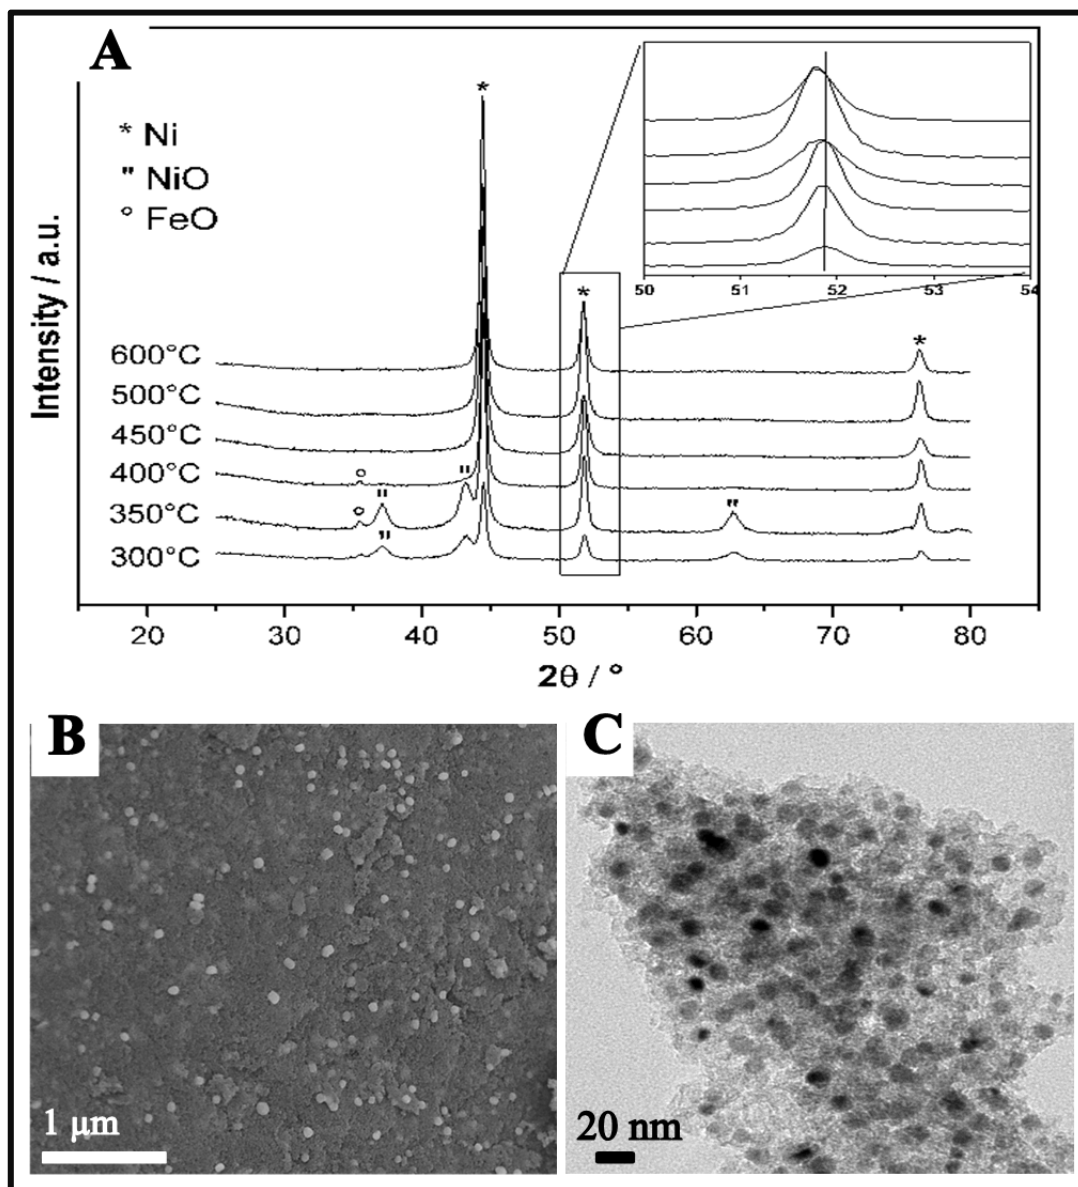 A
* Ni
" NiO
° FeO
Intensity / a.u.
*
*
*
50 51 52 53 54
600°C
500°C
450°C
400°C
350°C
300°C
° "
° " "
"
20 30 40 50 60 70 80
2θ / °
B
1 μm
C
20 nm